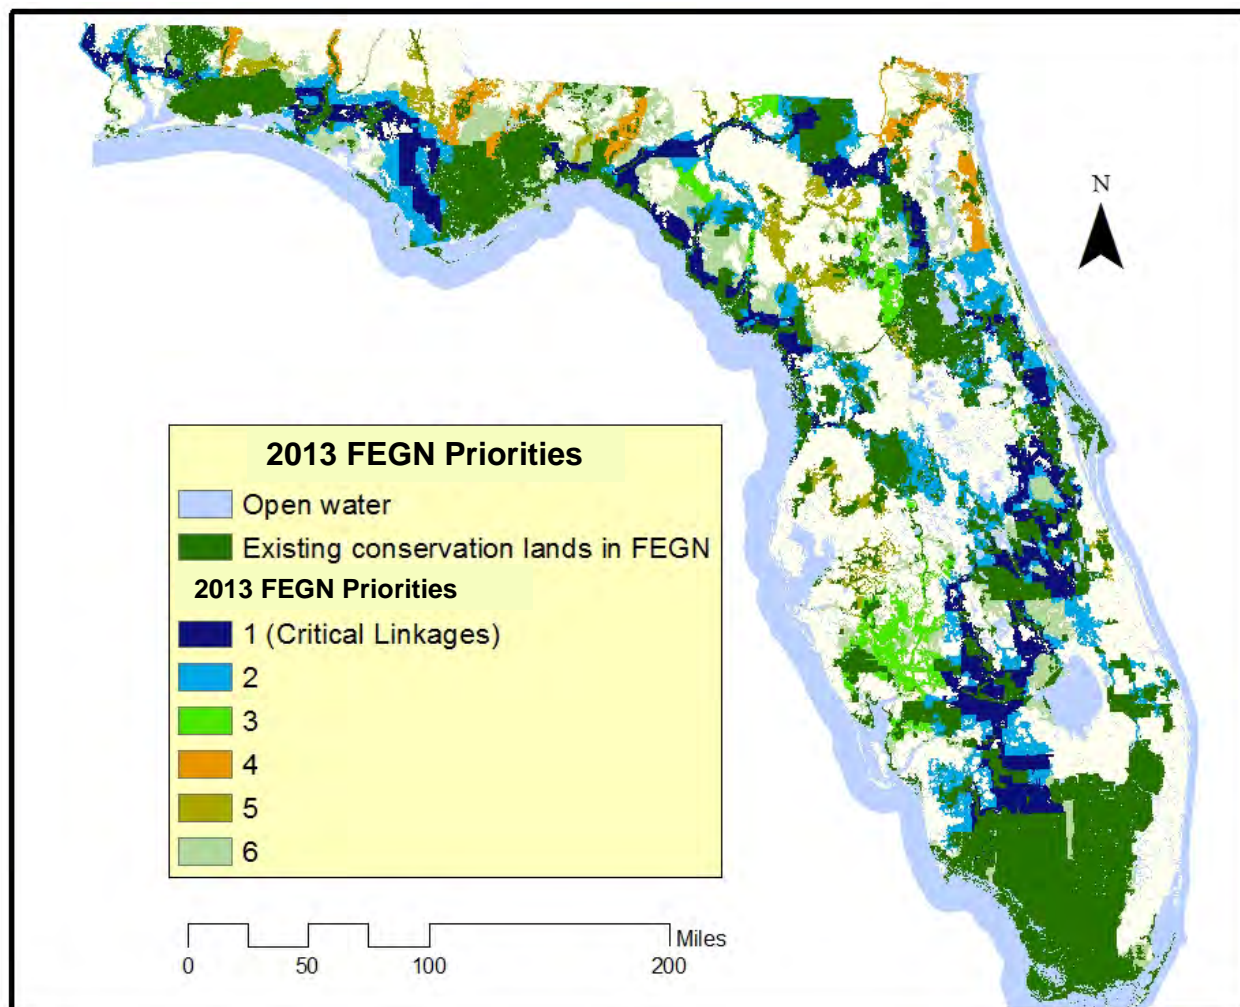 N
2013 FEGN Priorities
Open water
Existing conservation lands in FEGN
2013 FEGN Priorities
1 (Critical Linkages)
2
3
4
5
6
Miles
0 50 100 200